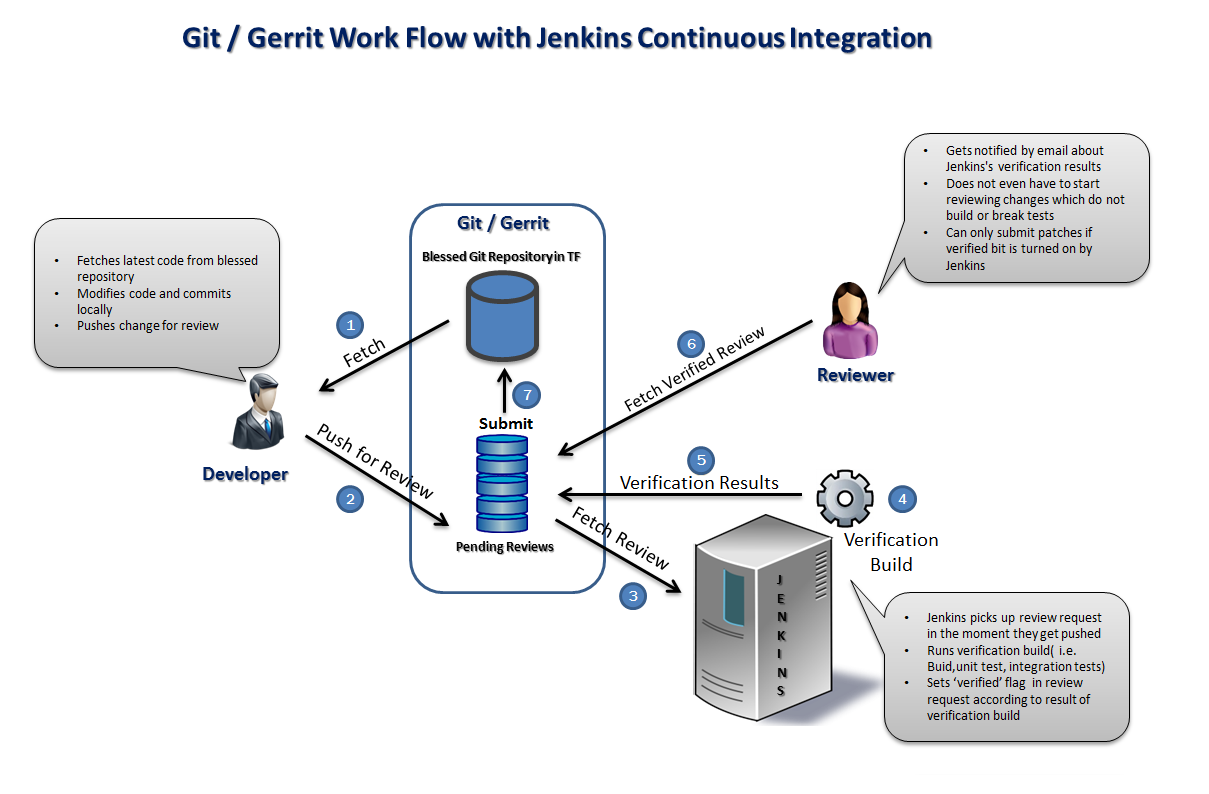 Git / Gerrit Work Flow with Jenkins Continuous Integration
• Gets notified by email about
Jenkins's verification results
• Does not even have to start
reviewing changes which do not
build or break tests
• Can only submit patches if
verified bit is turned on by
Jenkins
Git / Gerrit
Blessed Git Repository in TF
• Fetches latest code from blessed
repository
• Modifies code and commits
locally
• Pushes change for review
1
Fetch
6
Fetch Verified Review
Reviewer
7
Submit
Developer
Push for Review
2
5
Verification Results
4
Verification
Build
Pending Reviews
Fetch Review
3
JENKINS
• Jenkins picks up review request
in the moment they get pushed
• Runs verification build( i.e.
Buid,unit test, integration tests)
• Sets ‘verified’ flag in review
request according to result of
verification build